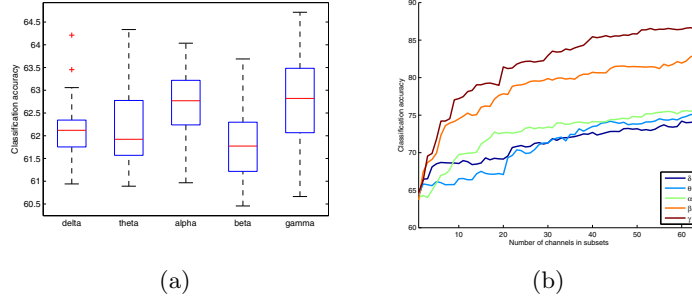 64.5
64
63.5
63
62.5
62
61.5
61
60.5
Classification accuracy
delta theta alpha beta gamma
(a)
90
85
80
75
70
65
60
Classification accuracy
10 20 30 40 50 60
Number of channels in subsets
δ
θ
α
β
γ
(b)